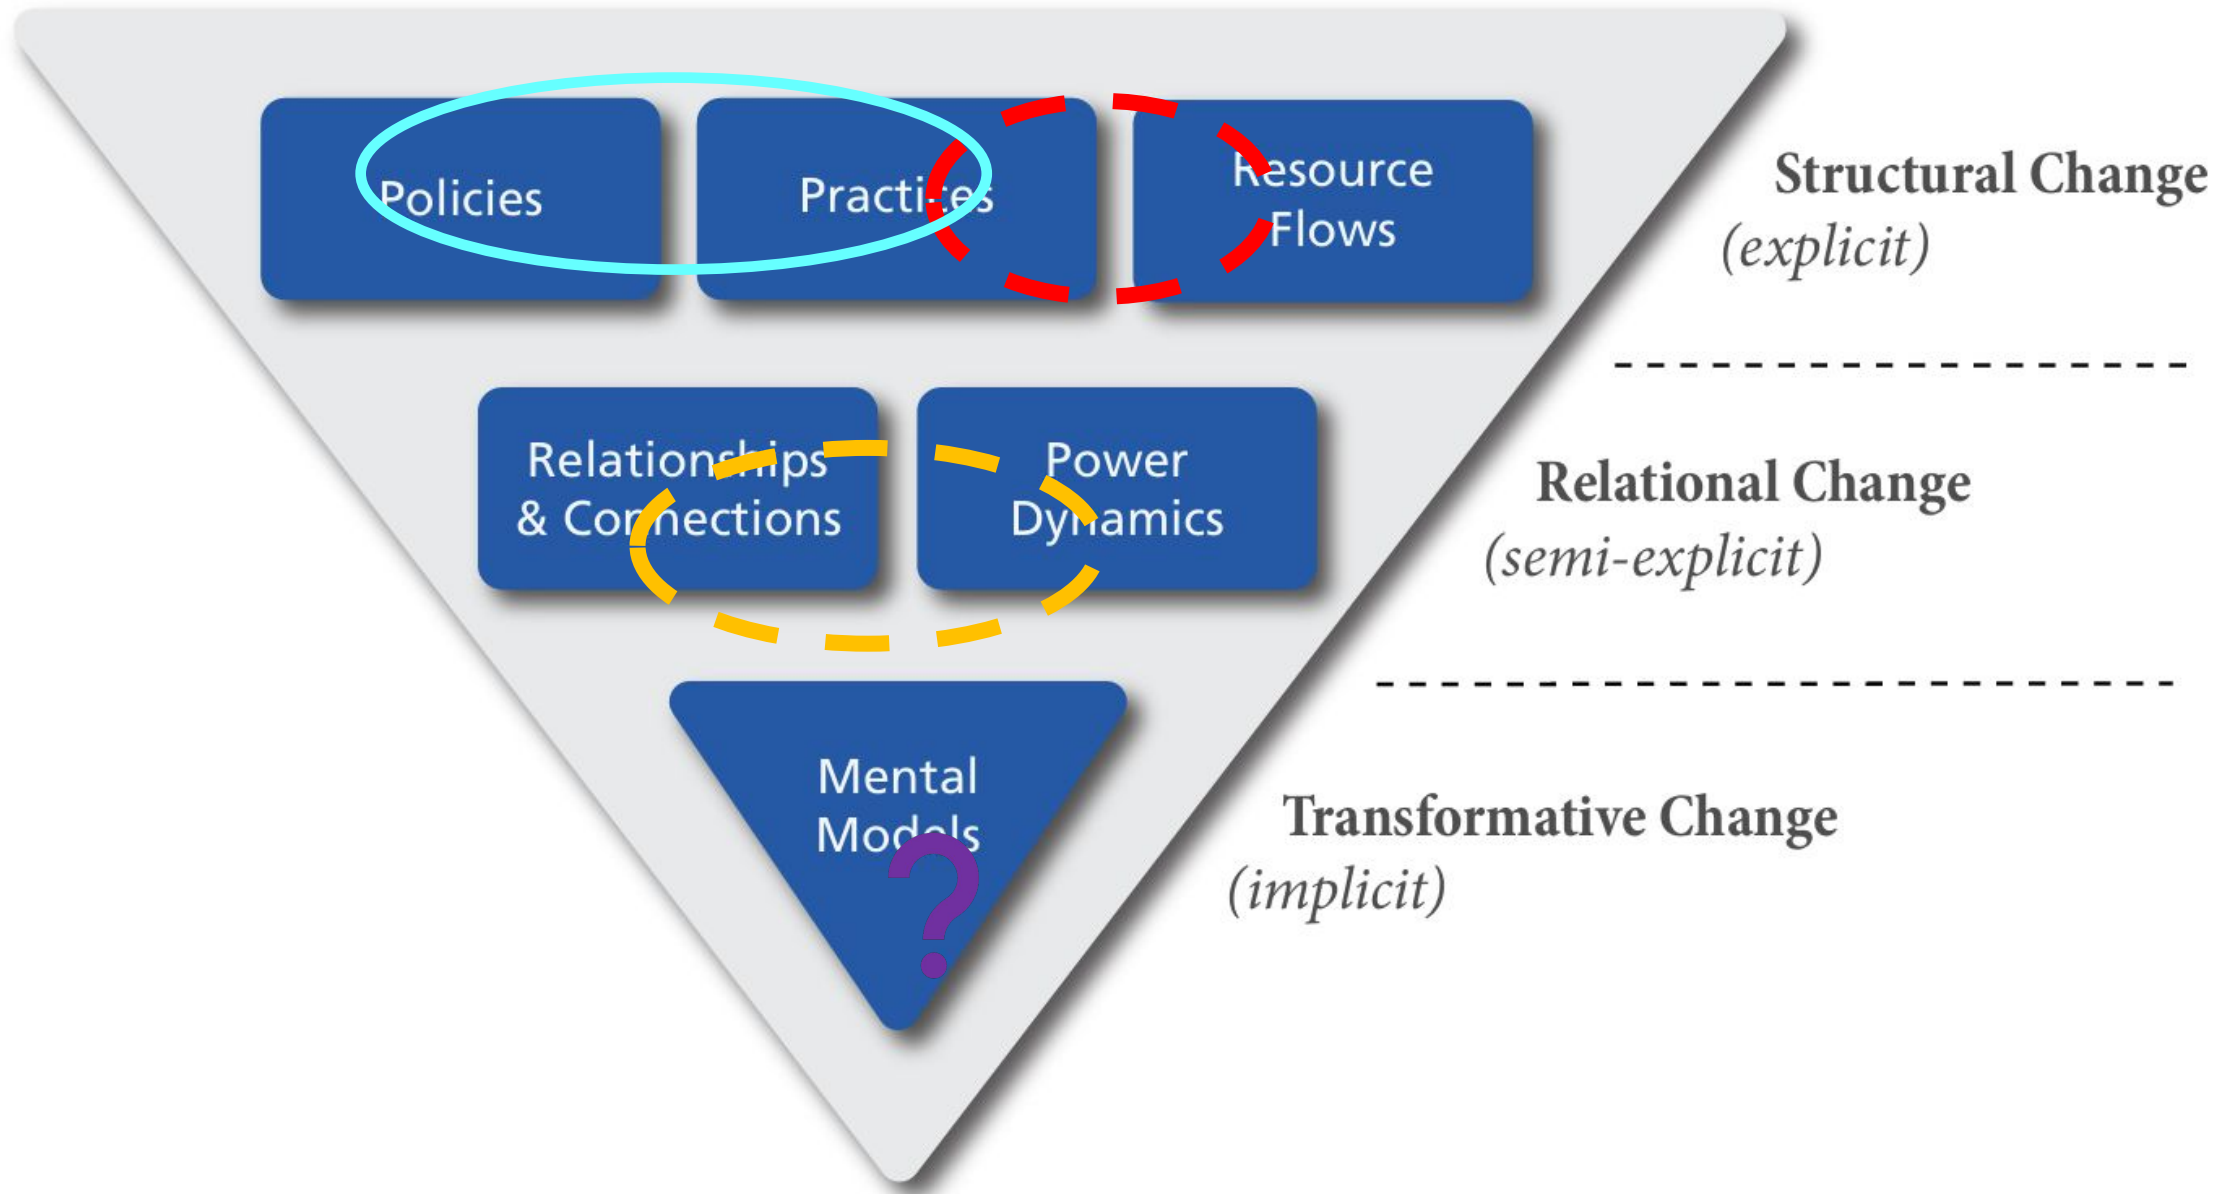 Policies
Practices
Resource
Flows
Structural Change
(explicit)
Relationships
& Connections
Power
Dynamics
Relational Change
(semi-explicit)
Mental
Models
?
Transformative Change
(implicit)